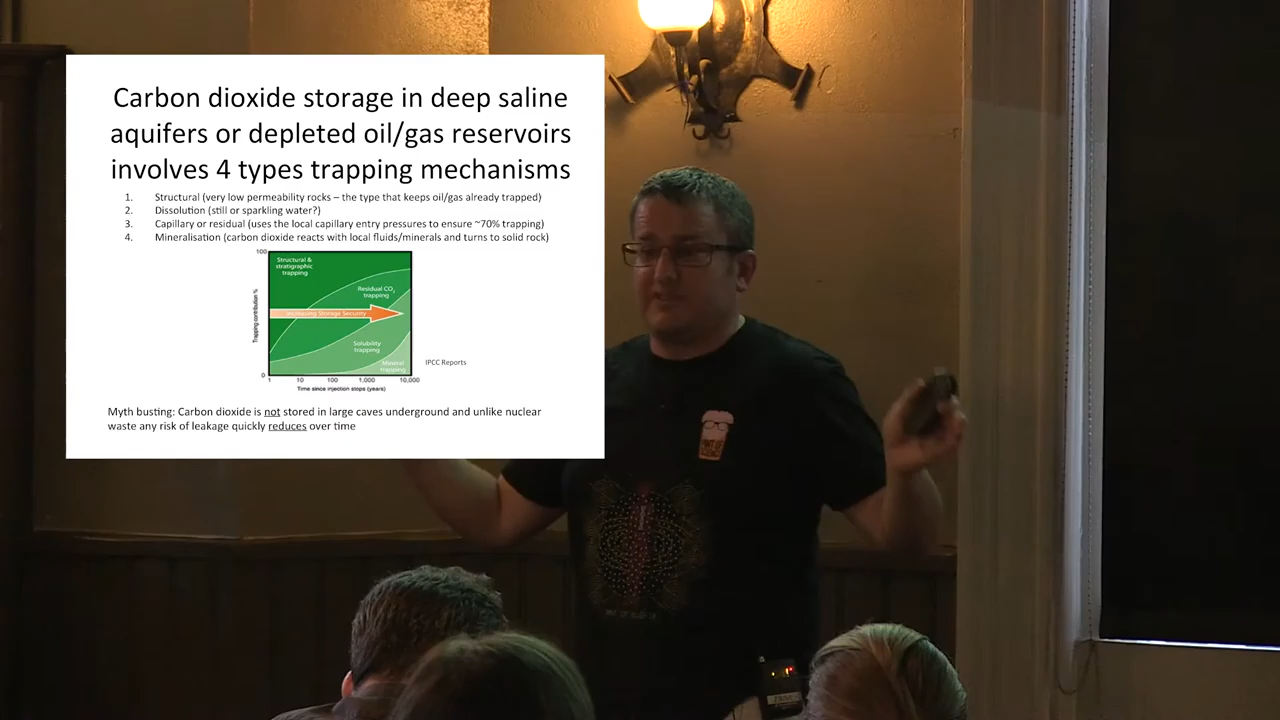 Carbon dioxide storage in deep saline
aquifers or depleted oil/gas reservoirs
involves 4 types trapping mechanisms
1. Structural (very low permeability rocks – the type that keeps oil/gas already trapped)
2. Dissolution (still or sparkling water?)
3. Capillary or residual (uses the local capillary entry pressures to ensure ~70% trapping)
4. Mineralisation (carbon dioxide reacts with local fluids/minerals and turns to solid rock)
100
Structural &
stratigraphic
trapping
Residual CO2
trapping
Increasing Storage Security
Trapping contribution %
Solubility
trapping
Mineral
trapping
0
1 10 100 1,000 10,000
Time since injection stops (years)
IPCC Reports
Myth busting: Carbon dioxide is not stored in large caves underground and unlike nuclear
waste any risk of leakage quickly reduces over time